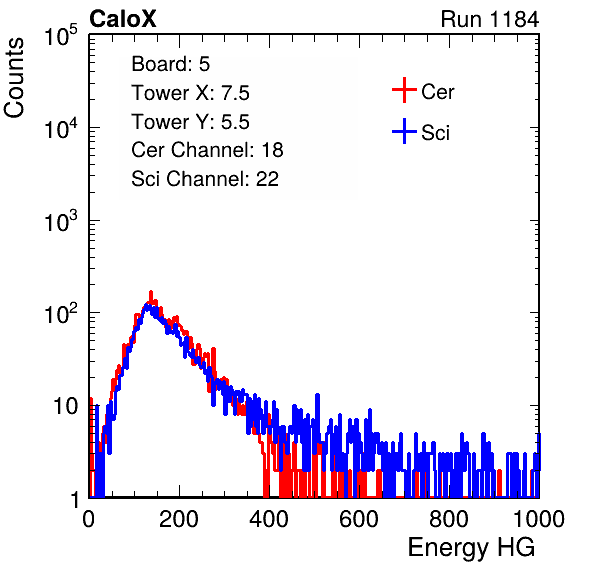 CaloX Run 1184
Counts
10^5
10^4
10^3
10^2
10
1
Board: 5
Tower X: 7.5
Tower Y: 5.5
Cer Channel: 18
Sci Channel: 22
Cer
Sci
0 200 400 600 800 1000
Energy HG